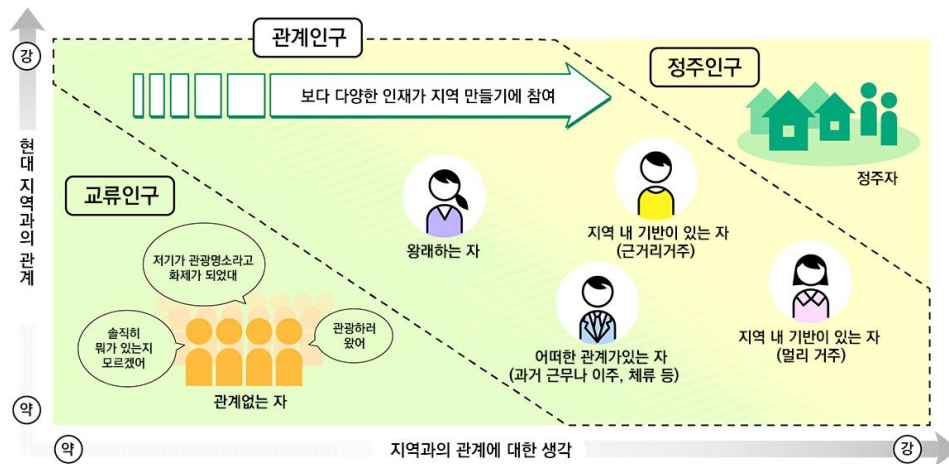 관계인구
강
정주인구
보다 다양한 인재가 지역 만들기에 참여
현대 지역과의 관계
교류인구
정주자
지역 내 기반이 있는 자
(근거리거주)
왕래하는 자
저기가 관광명소라고
화제가 되었대
솔직히
뭐가 있는지
모르겠어
관광하러
왔어
지역 내 기반이 있는 자
(멀리 거주)
어떠한 관계가있는 자
(과거 근무나 이주, 체류 등)
관계없는 자
약
약
지역과의 관계에 대한 생각
강